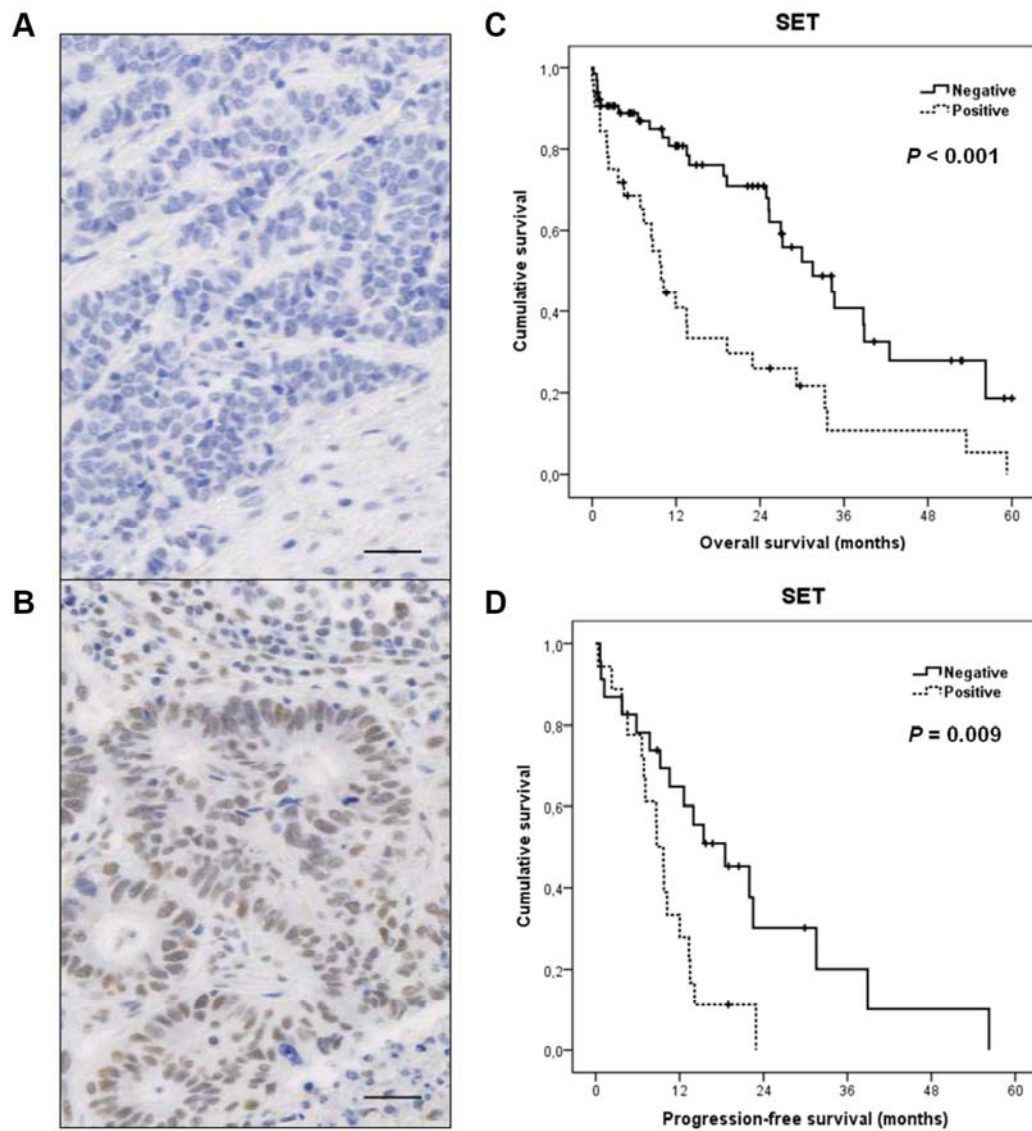 A
B
C
SET
Cumulative survival
1,0
0,8
0,6
0,4
0,2
0,0
Negative
Positive
P < 0.001
0 12 24 36 48 60
Overall survival (months)
D
SET
Cumulative survival
1,0
0,8
0,6
0,4
0,2
0,0
Negative
Positive
P = 0.009
0 12 24 36 48 60
Progression-free survival (months)